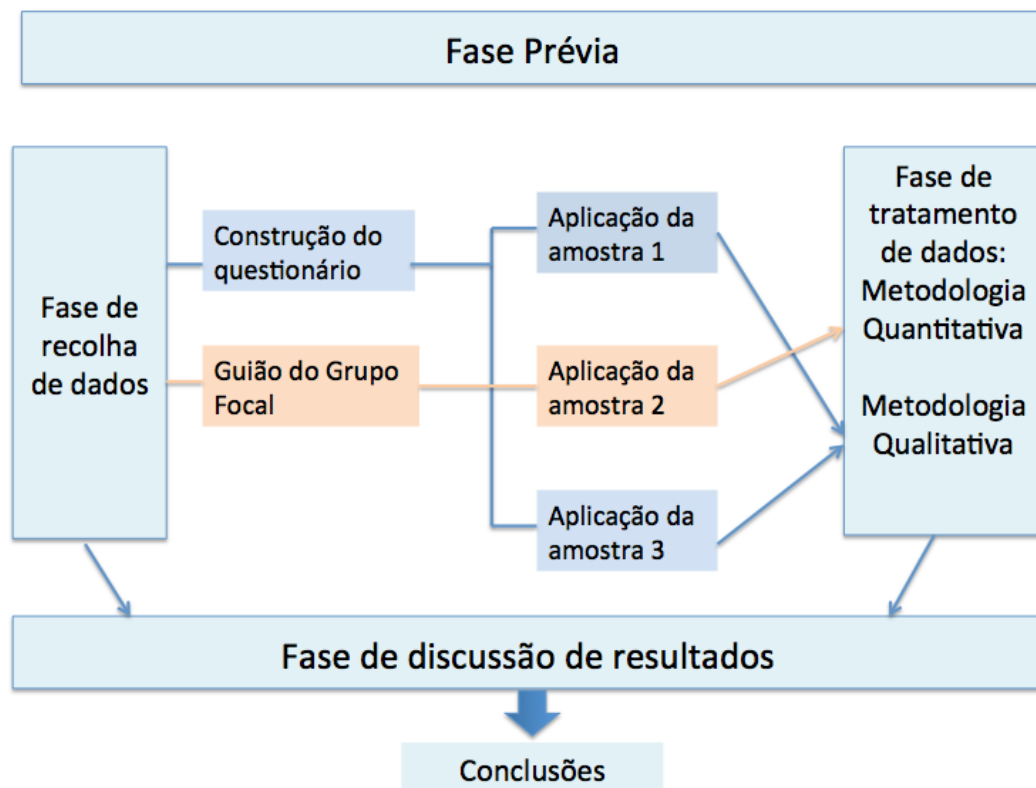 Fase Prévia
Fase de
recolha
de dados
Construção do
questionário
Guião do Grupo
Focal
Aplicação da
amostra 1
Aplicação da
amostra 2
Aplicação da
amostra 3
Fase de
tratamento
de dados:
Metodologia
Quantitativa
Metodologia
Qualitativa
Fase de discussão de resultados
Conclusões